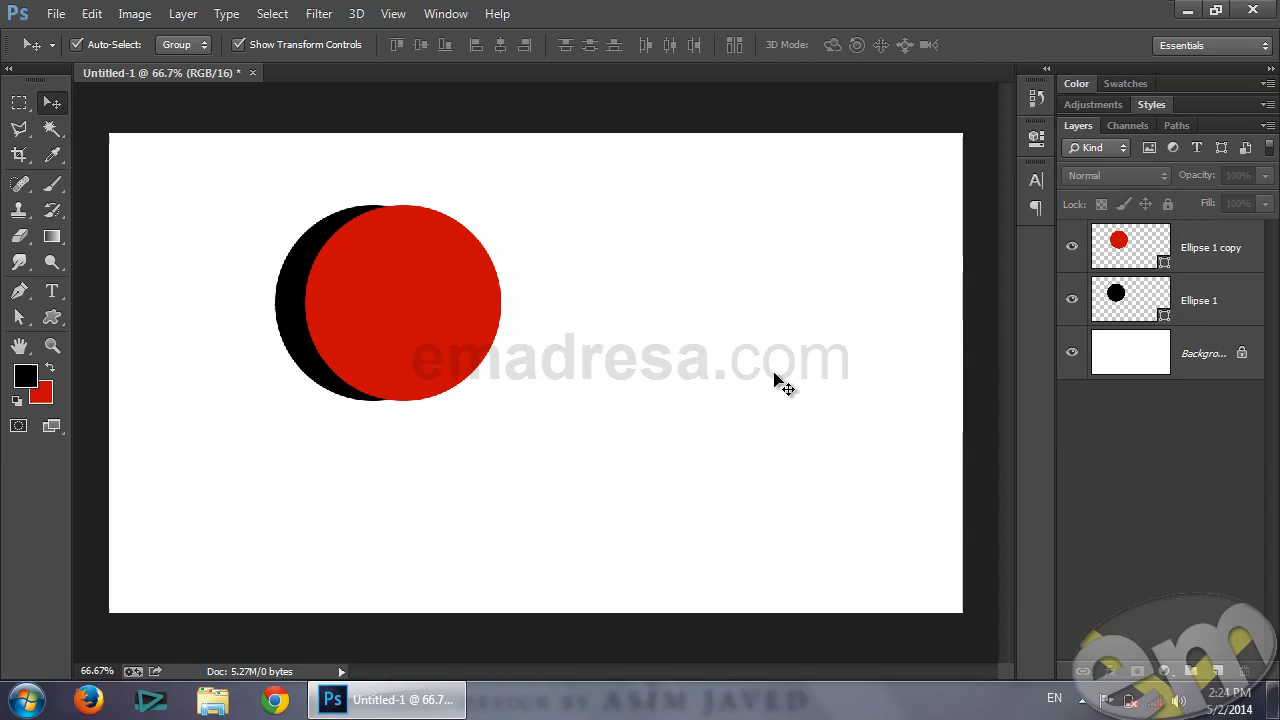 Ps File Edit Image Layer Type Select Filter 3D View Window Help
Auto-Select: Group Show Transform Controls 3D Mode: Essentials
Untitled-1 @ 66.7% (RGB/16) * ×
Color Swatches
Adjustments Styles
Layers Channels Paths
Kind
Normal Opacity: 100%
Lock: Fill: 100%
Ellipse 1 copy
Ellipse 1
Backgro...
emadresa.com
66.67% Doc: 5.27M/0 bytes
em
Ps Untitled-1 @ 66.7... EN 2:24 PM
5/2/2014